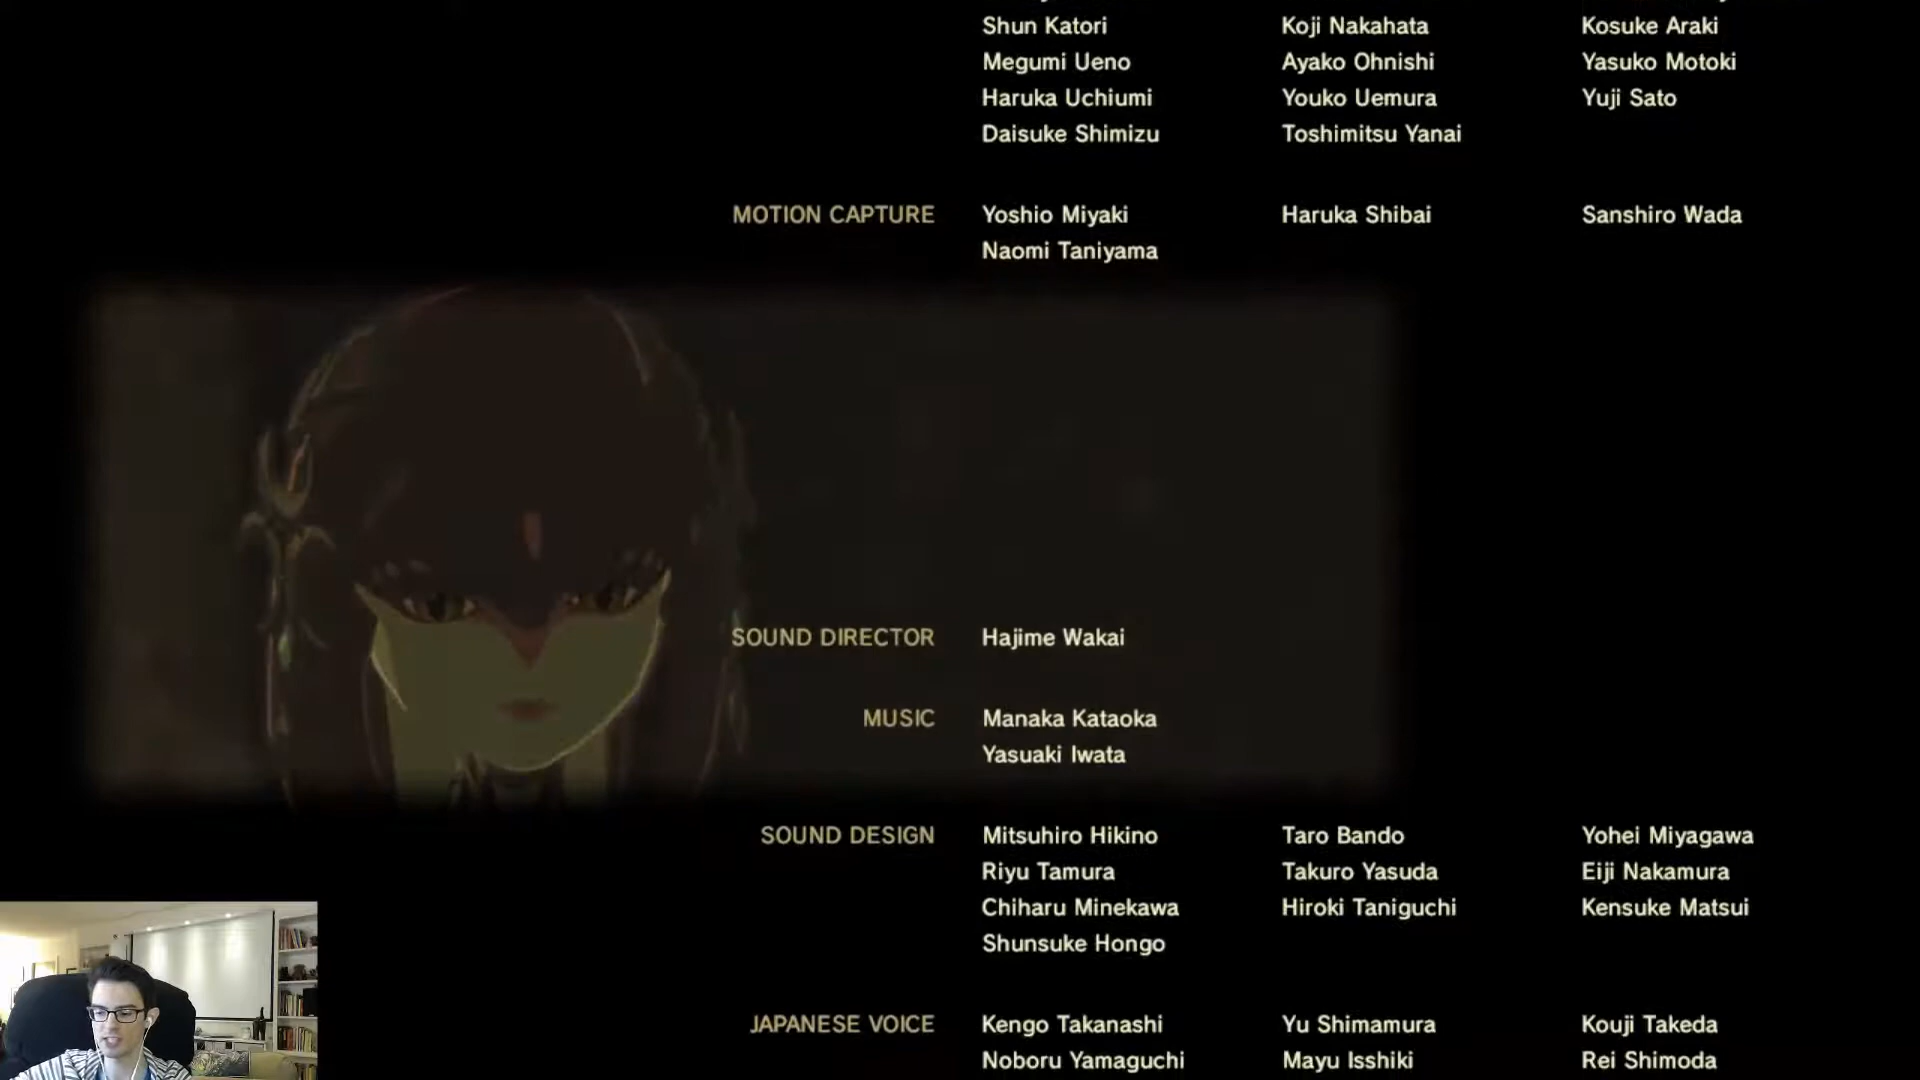 Shun Katori Koji Nakahata Kosuke Araki
Megumi Ueno Ayako Ohnishi Yasuko Motoki
Haruka Uchiumi Youko Uemura Yuji Sato
Daisuke Shimizu Toshimitsu Yanai
MOTION CAPTURE Yoshio Miyaki Haruka Shibai Sanshiro Wada
Naomi Taniyama
SOUND DIRECTOR Hajime Wakai
MUSIC Manaka Kataoka
Yasuaki Iwata
SOUND DESIGN Mitsuhiro Hikino Taro Bando Yohei Miyagawa
Riyu Tamura Takuro Yasuda Eiji Nakamura
Chiharu Minekawa Hiroki Taniguchi Kensuke Matsui
Shunsuke Hongo
JAPANESE VOICE Kengo Takanashi Yu Shimamura Kouji Takeda
Noboru Yamaguchi Mayu Isshiki Rei Shimoda